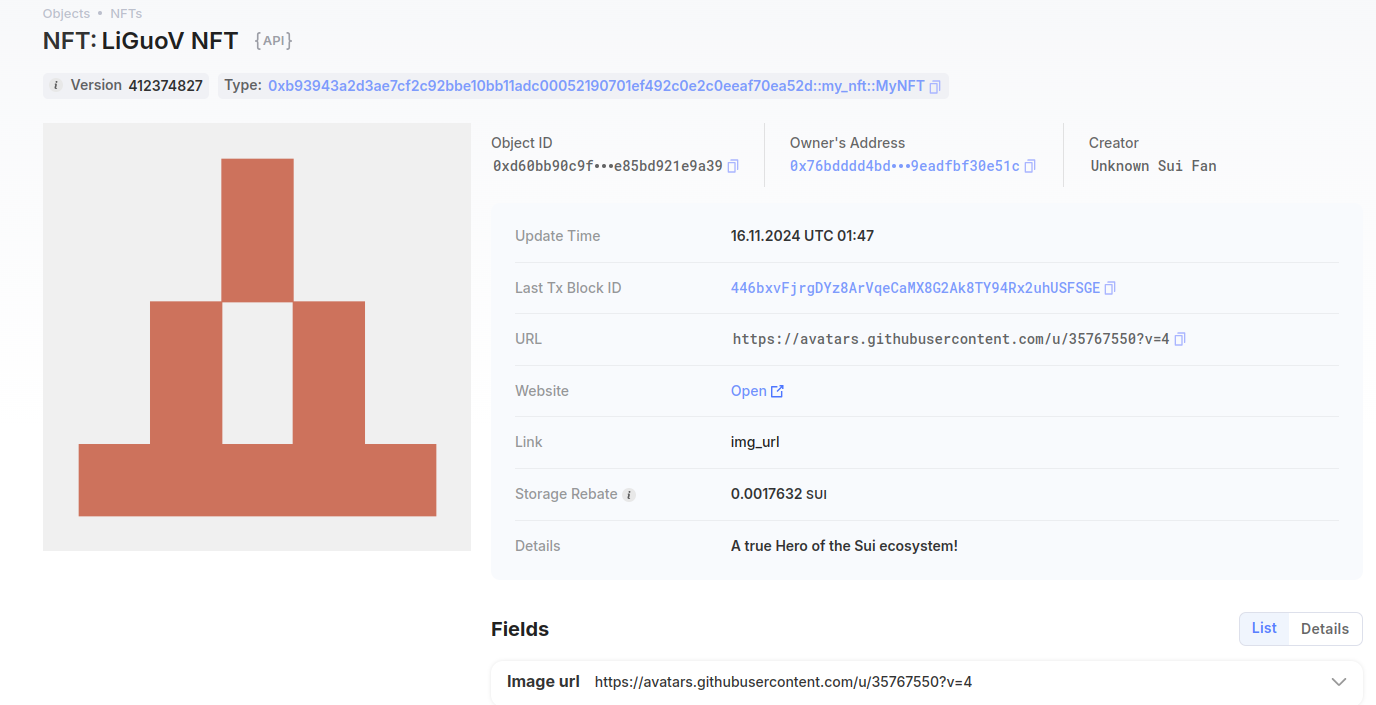 Objects • NFTs
NFT: LiGuoV NFT {API}
i Version 412374827 Type: 0xb93943a2d3ae7cf2c92bbe10bb11adc00052190701ef492c0e2c0eeaf70ea52d::my_nft::MyNFT
Object ID Owner's Address Creator
0xd60bb90c9f•••e85bd921e9a39 0x76bdddd4bd•••9eadfbf30e51c Unknown Sui Fan
Update Time 16.11.2024 UTC 01:47
Last Tx Block ID 446bxvFjrgDYz8ArVqeCaMX8G2Ak8TY94Rx2uhUSFSGE
URL https://avatars.githubusercontent.com/u/35767550?v=4
Website Open
Link img_url
Storage Rebate i 0.0017632 SUI
Details A true Hero of the Sui ecosystem!
Fields List Details
Image url https://avatars.githubusercontent.com/u/35767550?v=4